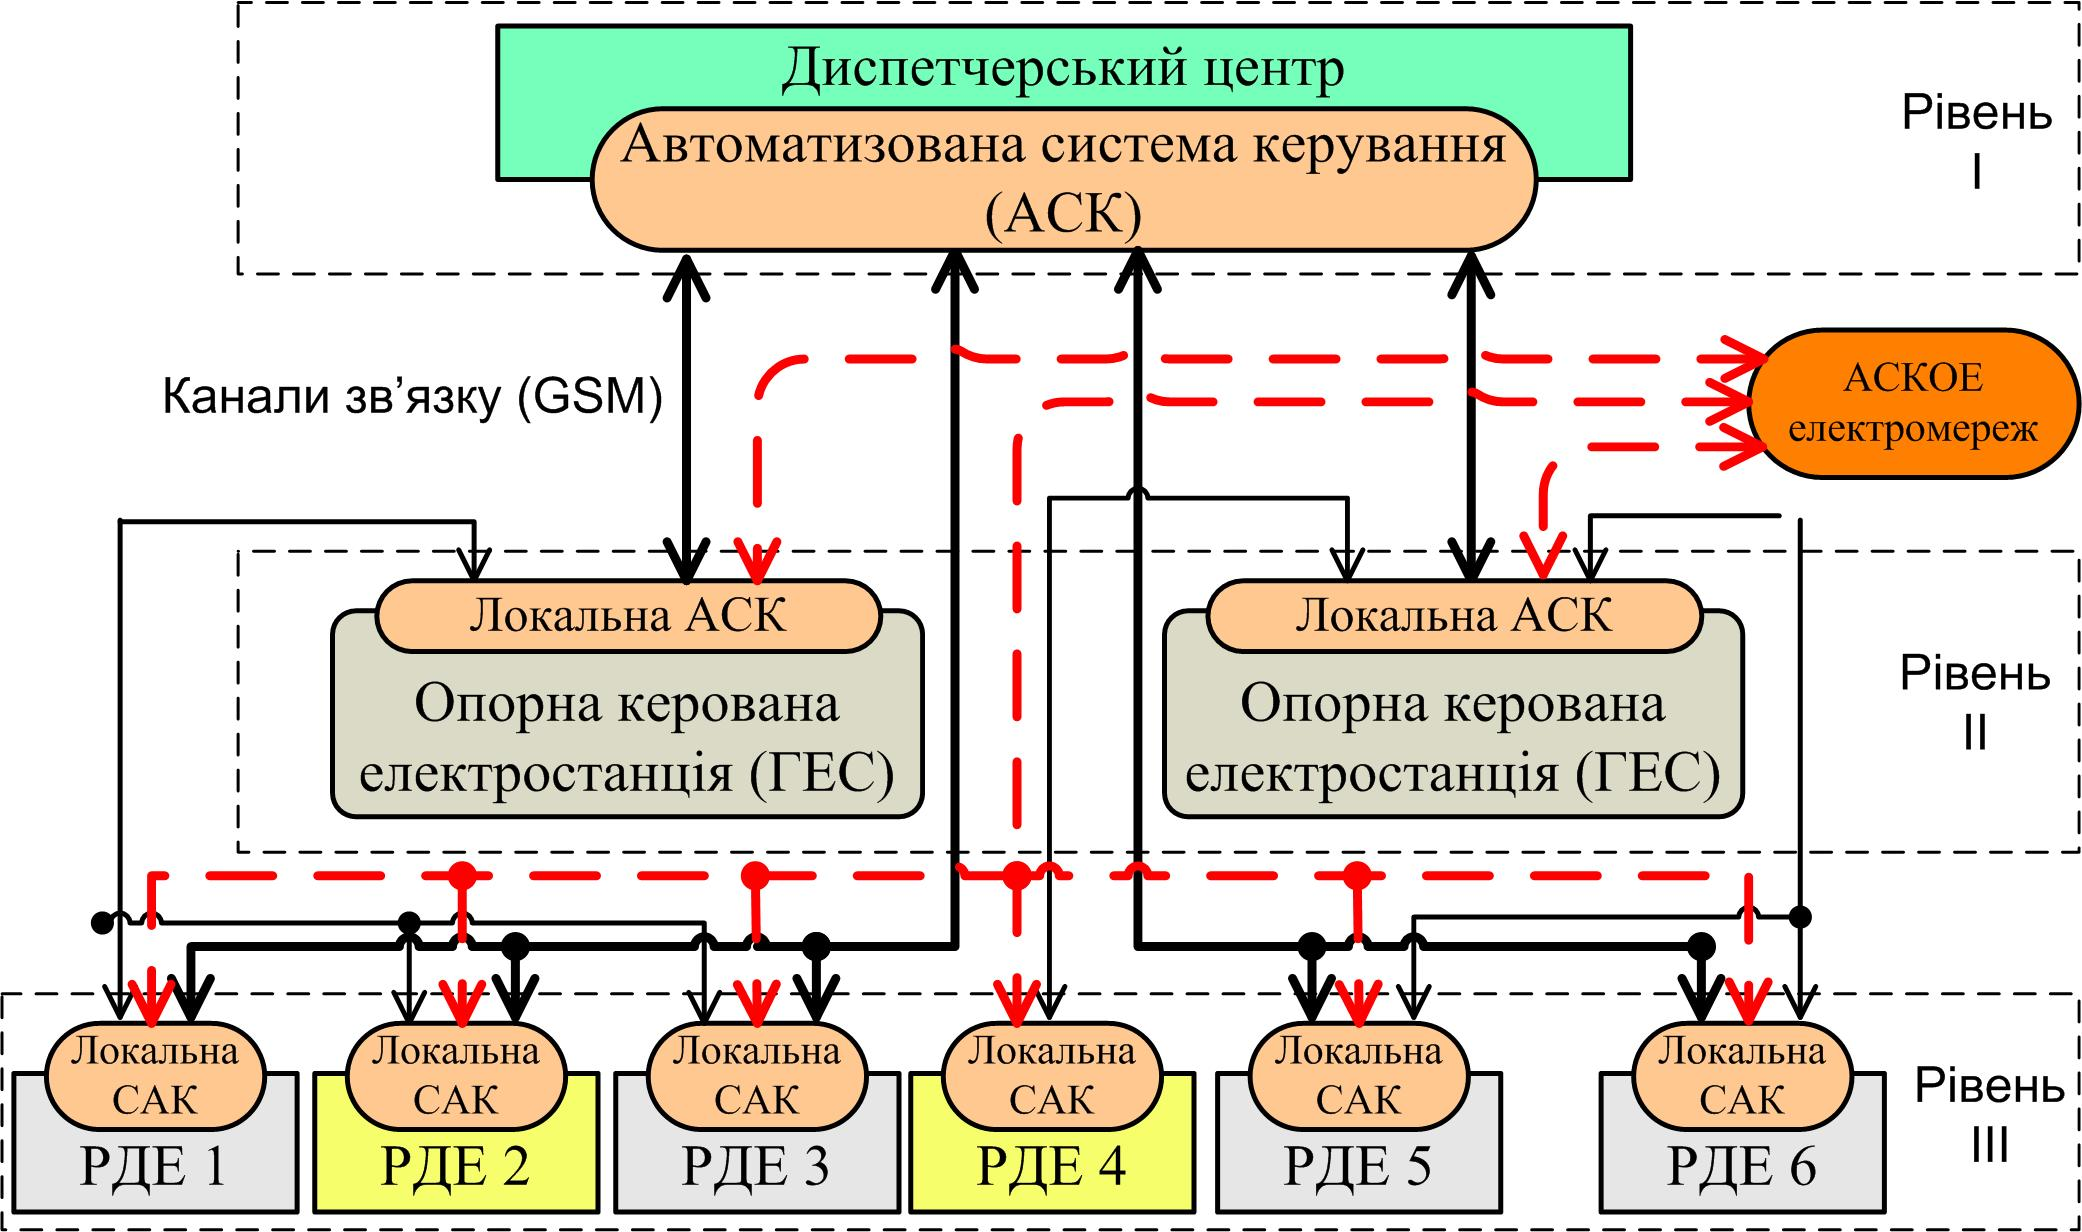 Диспетчерський центр
Автоматизована система керування
(АСК)
Рівень
I
Канали зв’язку (GSM)
АСКОЕ
електромереж
Локальна АСК
Опорна керована
електростанція (ГЕС)
Локальна АСК
Опорна керована
електростанція (ГЕС)
Рівень
II
Локальна
САК
РДЕ 1
Локальна
САК
РДЕ 2
Локальна
САК
РДЕ 3
Локальна
САК
РДЕ 4
Локальна
САК
РДЕ 5
Локальна
САК
РДЕ 6
Рівень
III